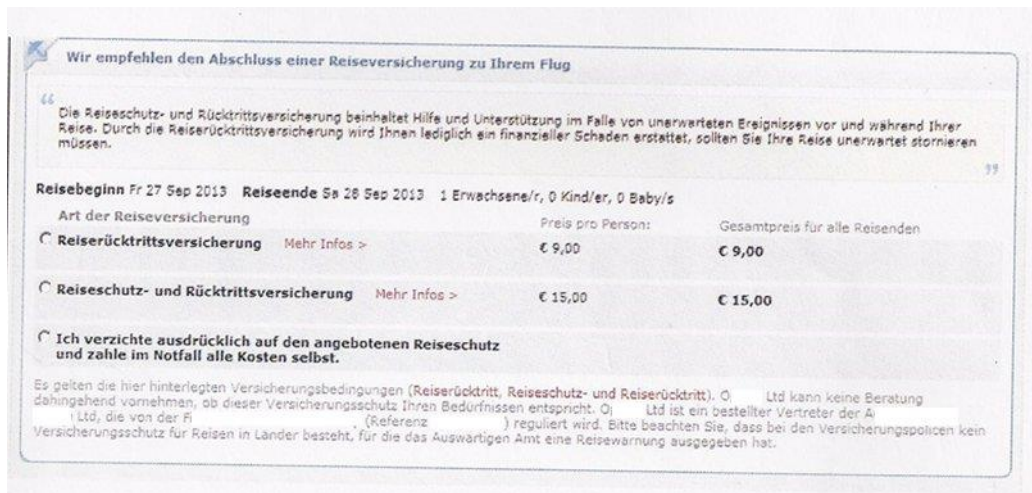 Wir empfehlen den Abschluss einer Reiseversicherung zu Ihrem Flug
“
Die Reiseschutz- und Rücktrittsversicherung beinhaltet Hilfe und Unterstützung im Falle von unerwarteten Ereignissen vor und während Ihrer
Reise. Durch die Reiserücktrittsversicherung wird Ihnen lediglich ein finanzieller Schaden erstattet, sollten Sie Ihre Reise unerwartet stornieren
müssen.
”
Reisebeginn Fr 27 Sep 2013 Reiseende Sa 28 Sep 2013 1 Erwachsene/r, 0 Kind/er, 0 Baby/s
Art der Reiseversicherung Preis pro Person: Gesamtpreis für alle Reisenden
Reiserücktrittsversicherung Mehr Infos > € 9,00 € 9,00
Reiseschutz- und Rücktrittsversicherung Mehr Infos > € 15,00 € 15,00
Ich verzichte ausdrücklich auf den angebotenen Reiseschutz
und zahle im Notfall alle Kosten selbst.
Es gelten die hier hinterlegten Versicherungsbedingungen (Reiserücktritt, Reiseschutz- und Reiserücktritt). O Ltd kann keine Beratung
dahingehend vornehmen, ob dieser Versicherungsschutz Ihren Bedürfnissen entspricht. O Ltd ist ein bestellter Vertreter der A
Ltd, die von der Fi (Referenz ) reguliert wird. Bitte beachten Sie, dass bei den Versicherungspolicen kein
Versicherungsschutz für Reisen in Länder besteht, für die das Auswärtigen Amt eine Reisewarnung ausgegeben hat.